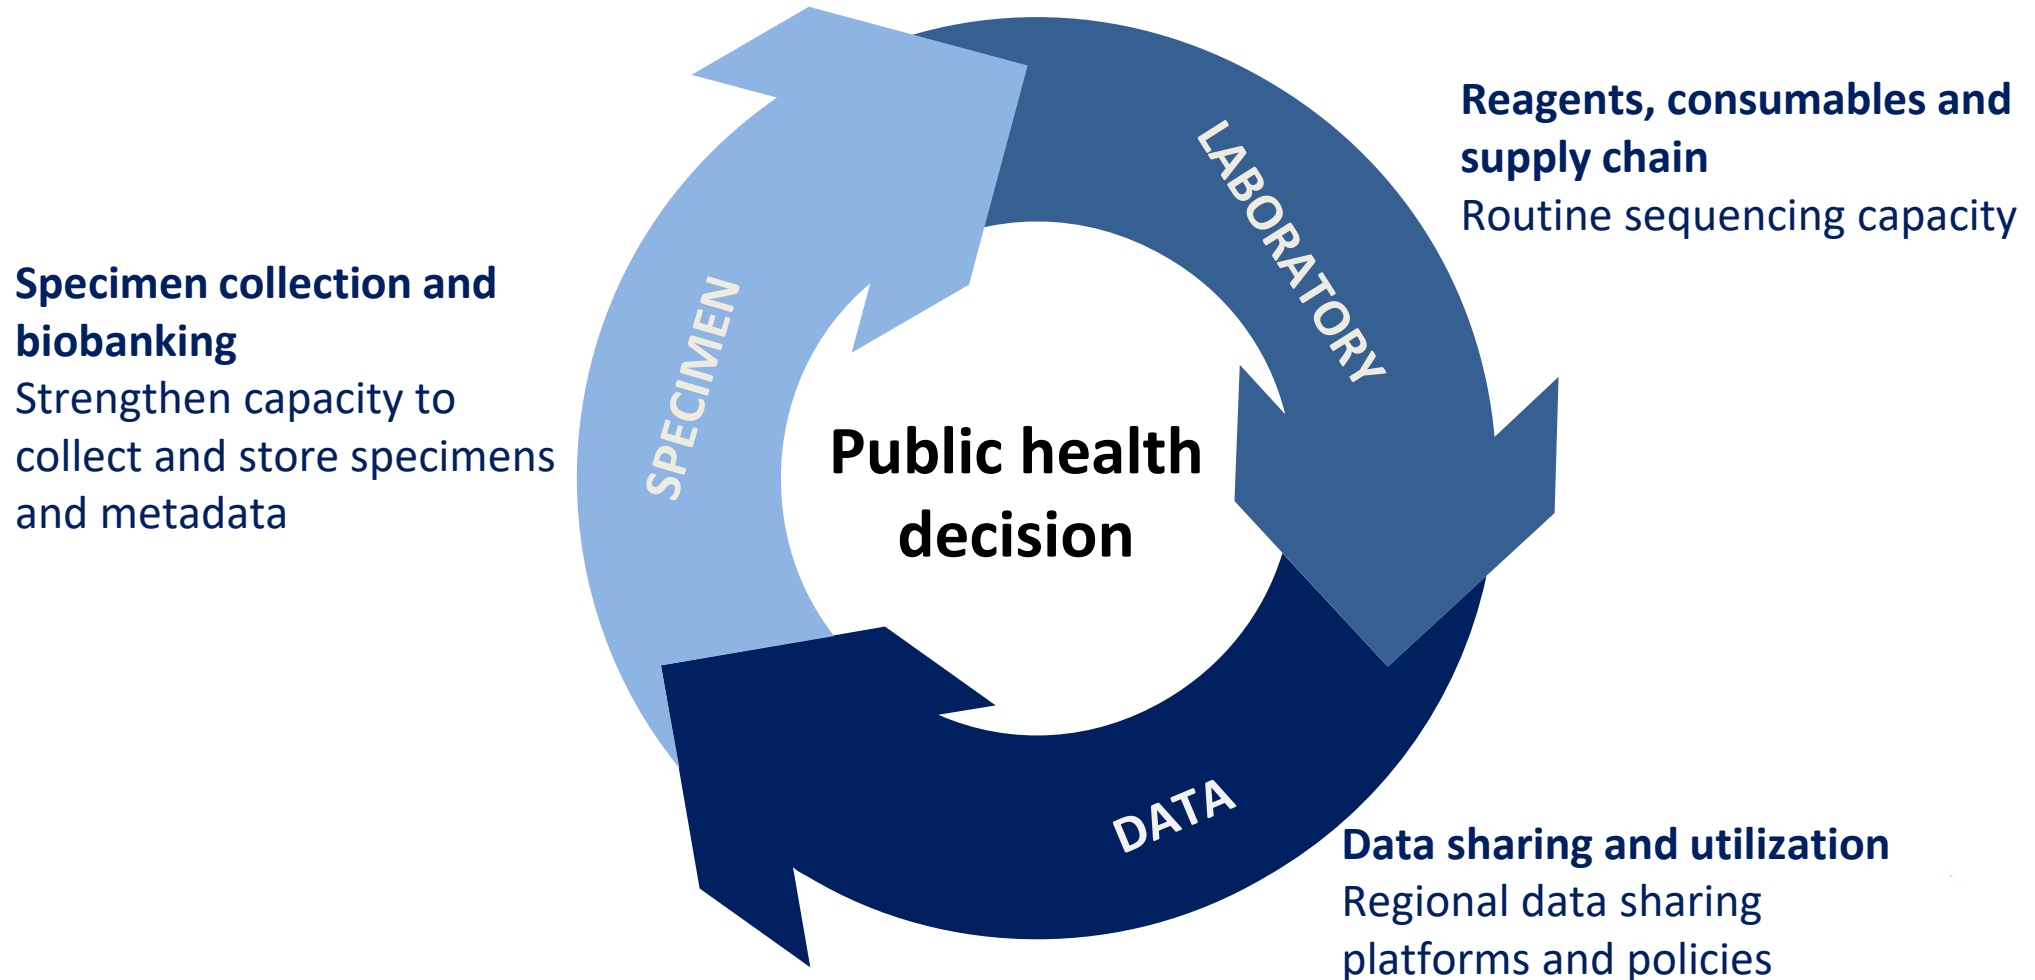 Specimen collection and
biobanking
Strengthen capacity to
collect and store specimens
and metadata
SPECIMEN
LABORATORY
Reagents, consumables and
supply chain
Routine sequencing capacity
Public health
decision
DATA
Data sharing and utilization
Regional data sharing
platforms and policies